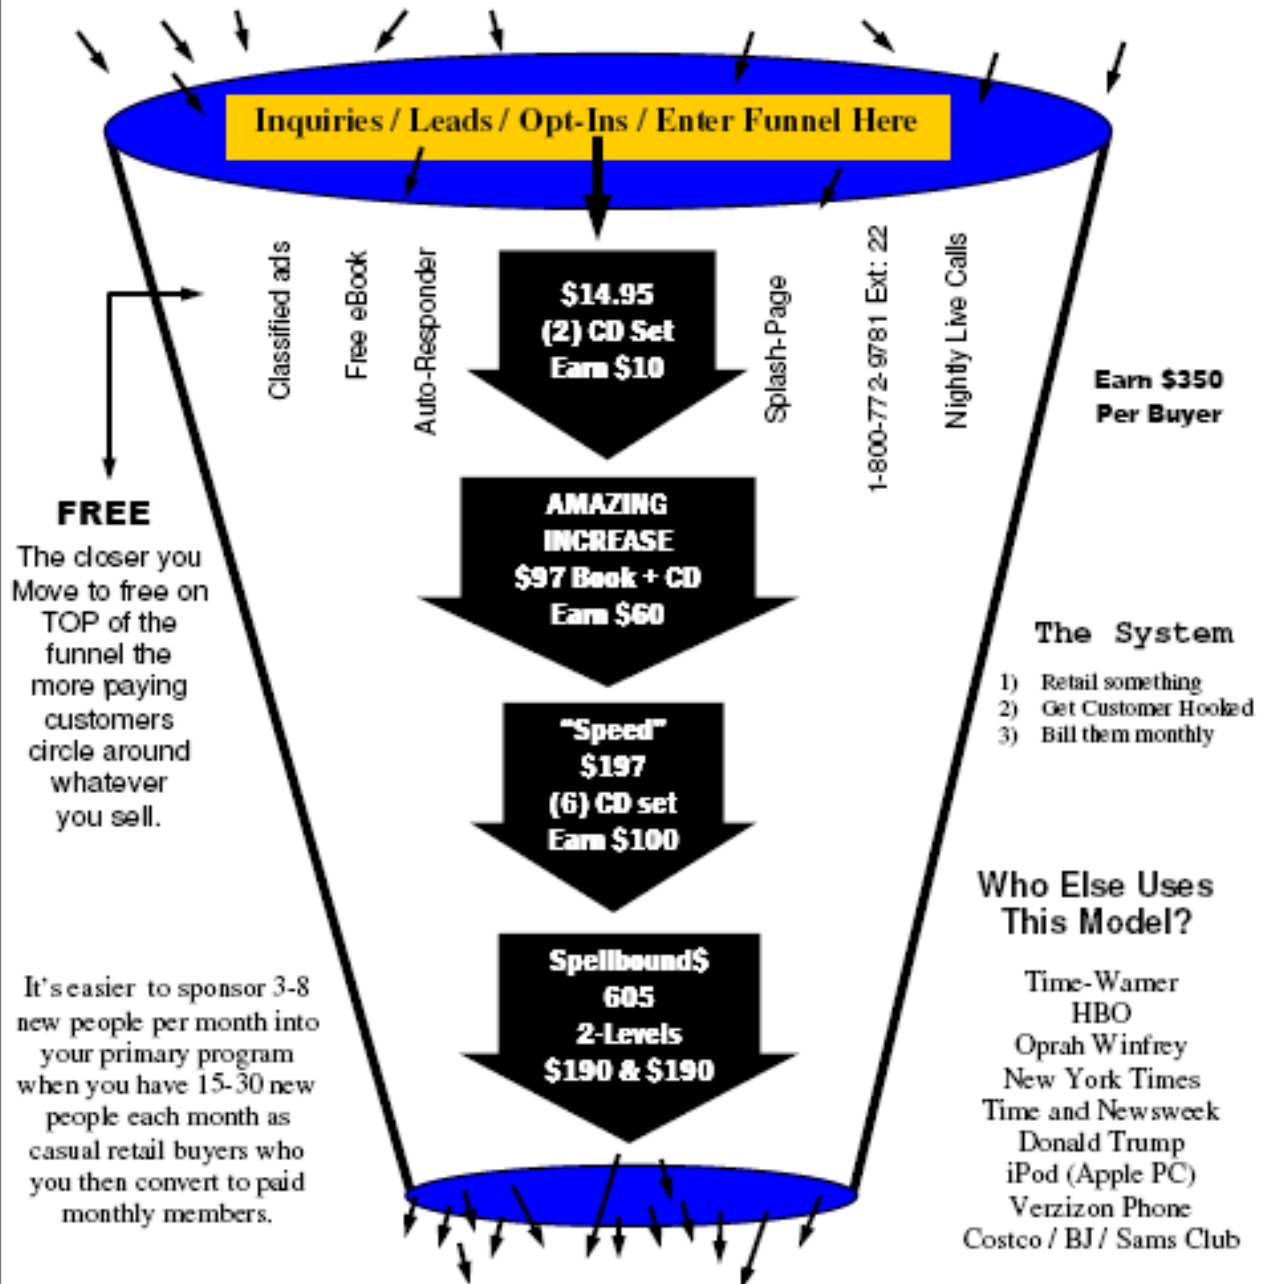 Inquiries / Leads / Opt-Ins / Enter Funnel Here
Classified ads
Free eBook
Auto-Responder
$14.95
(2) CD Set
Earn $10
Splash-Page
1-800-772-9781 Ext: 22
Nightly Live Calls
Earn $350
Per Buyer
FREE
The closer you
Move to free on
TOP of the
funnel the
more paying
customers
circle around
whatever
you sell.
AMAZING
INCREASE
$97 Book + CD
Earn $60
The System
1) Retail something
2) Get Customer Hooked
3) Bill them monthly
"Speed"
$197
(6) CD set
Earn $100
Who Else Uses
This Model?
Time-Warner
HBO
Oprah Winfrey
New York Times
Time and Newsweek
Donald Trump
iPod (Apple PC)
Verzizon Phone
Costco / BJ / Sams Club
Spellbound$
605
2-Levels
$190 & $190
It's easier to sponsor 3-8
new people per month into
your primary program
when you have 15-30 new
people each month as
casual retail buyers who
you then convert to paid
monthly members.